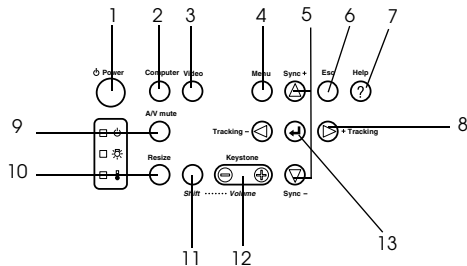 1 2 3 4 5 6 7
Power Computer Video Menu Sync + Esc Help
?
9 A/V mute Tracking – + Tracking 8
10 Resize Keystone
Shift ........ Volume Sync –
11 12 13